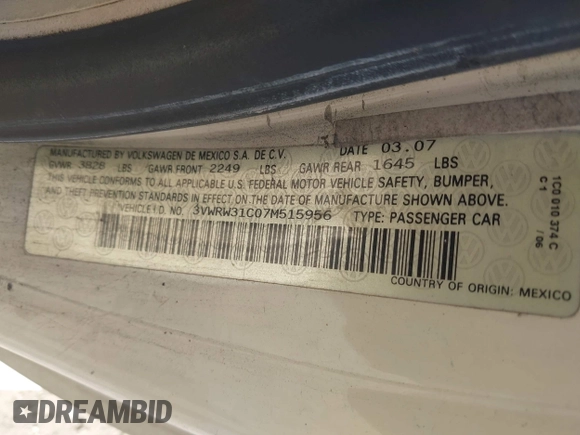 MANUFACTURED BY VOLKSWAGEN DE MEXICO S.A. DE C.V. DATE 03.07
GVWR 3828 LBS GAWR FRONT 2249 LBS GAWR REAR 1645 LBS
THIS VEHICLE CONFORMS TO ALL APPLICABLE U.S. FEDERAL MOTOR VEHICLE SAFETY, BUMPER,
AND THEFT PREVENTION STANDARDS IN EFFECT ON THE DATE OF MANUFACTURE SHOWN ABOVE.
VEHICLE I.D. NO. 3VWRW31C07M515956 TYPE: PASSENGER CAR
COUNTRY OF ORIGIN: MEXICO
1C0 010 374 C
C 1 / 06
DREAMBID